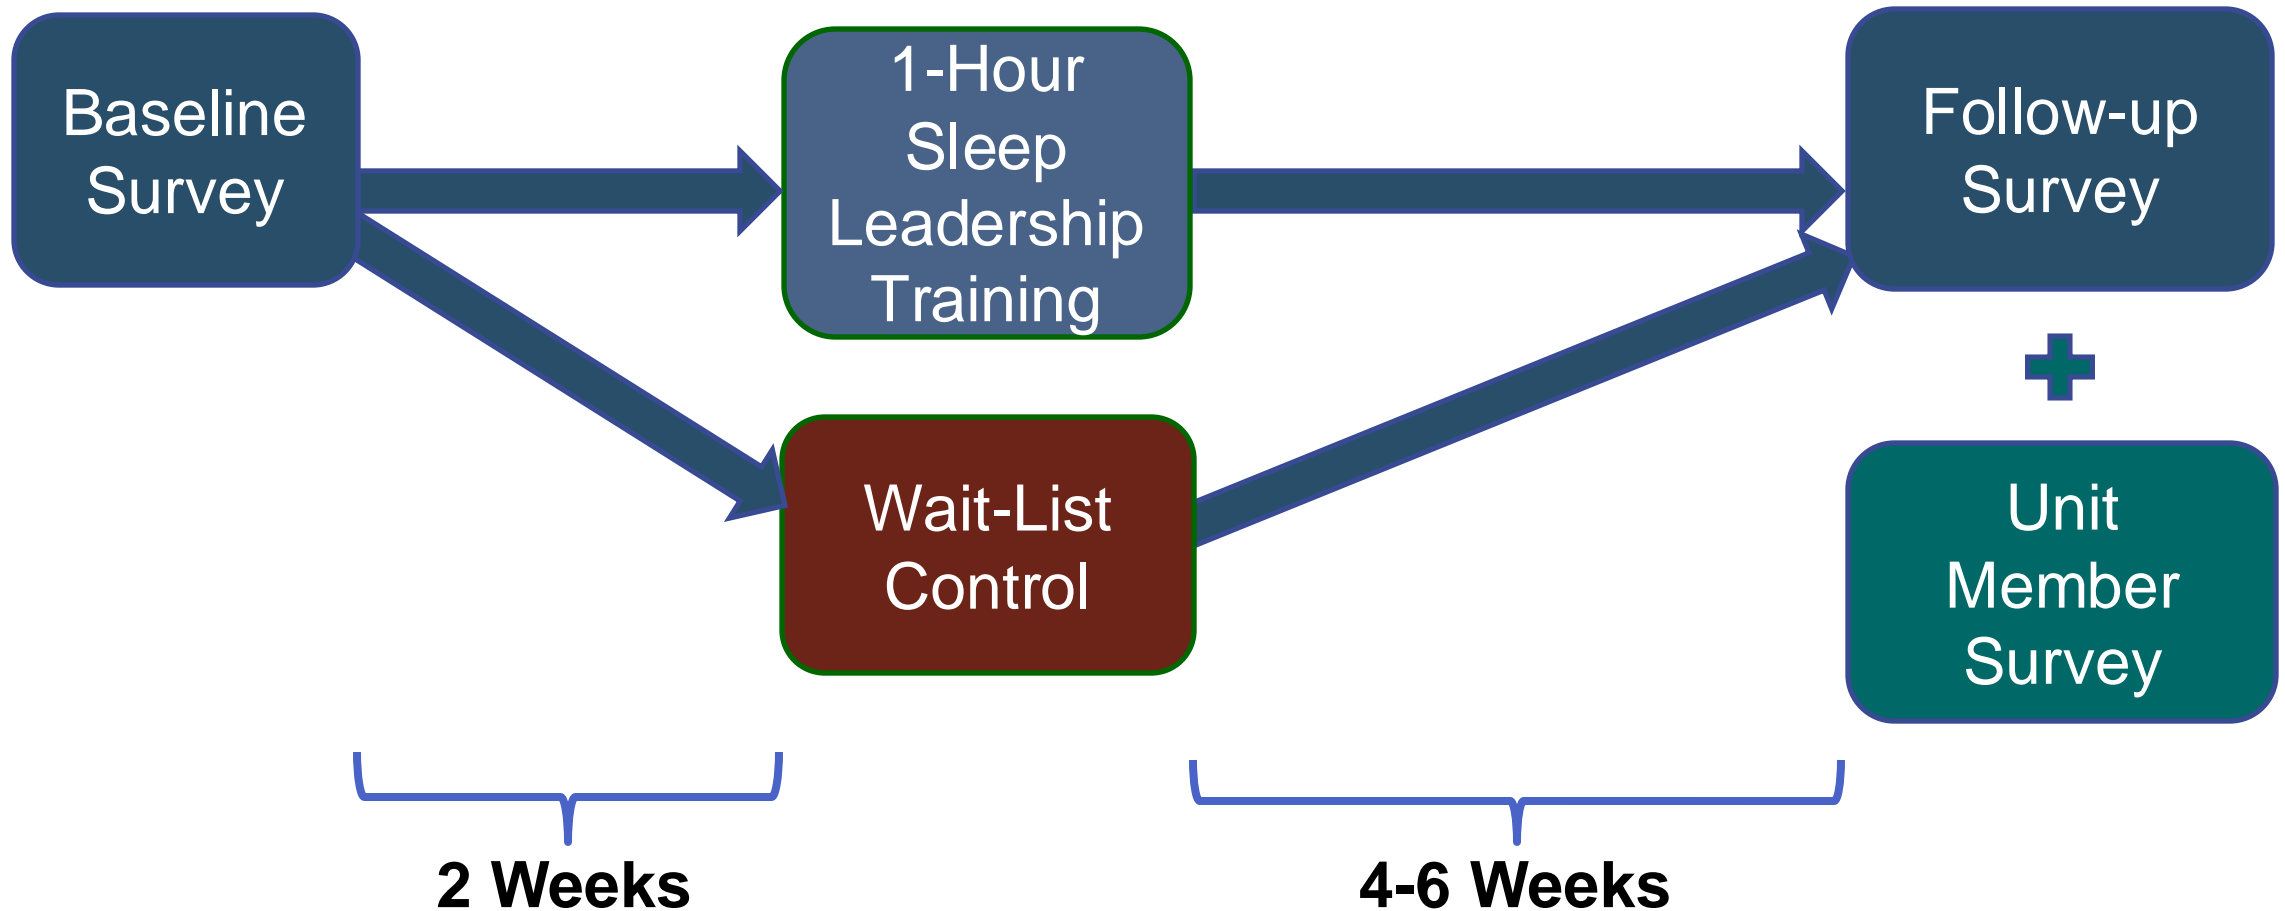 Baseline
Survey
1-Hour
Sleep
Leadership
Training
Wait-List
Control
Follow-up
Survey
Unit
Member
Survey
2 Weeks
4-6 Weeks